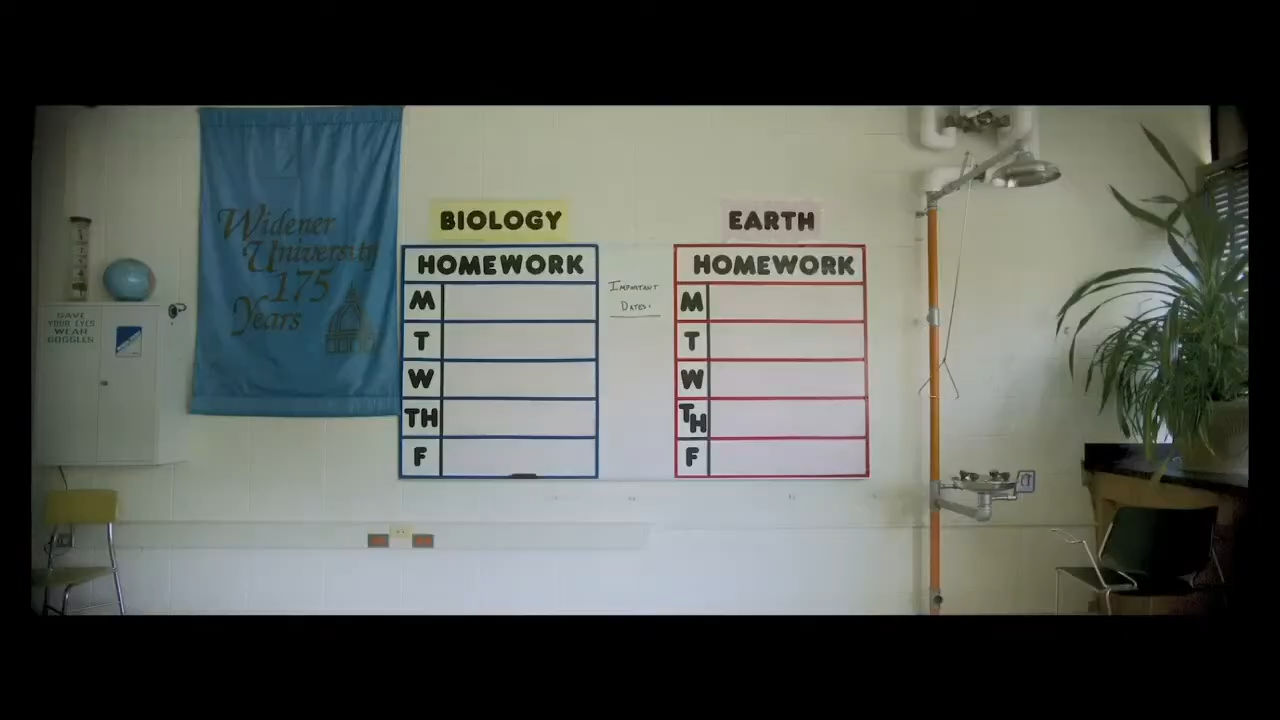 Widener
University
175
Years
SAVE
YOUR EYES
WEAR
GOGGLES
BIOLOGY
HOMEWORK
M
T
W
TH
F
IMPORTANT
DATES.
EARTH
HOMEWORK
M
T
W
TH
F